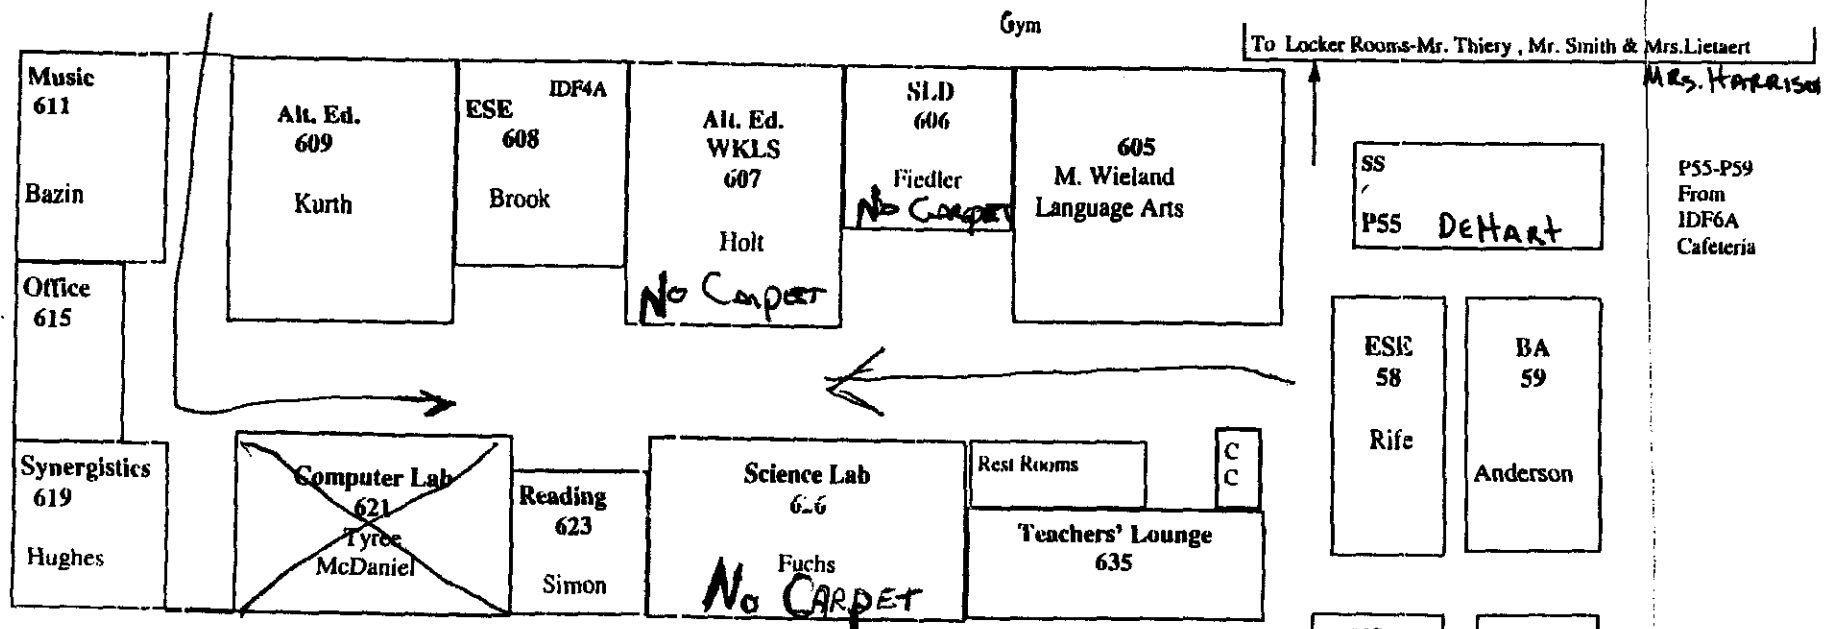 Gym
To Locker Rooms-Mr. Thiery , Mr. Smith & Mrs.Lietaert
Mrs. Harrison
Music
611
Bazin
Alt. Ed.
609
Kurth
IDF4A
ESE
608
Brook
Alt. Ed.
WKLS
607
Holt
No Carpet
SLD
606
Fiedler
No Carpet
605
M. Wieland
Language Arts
SS
P55 DeHart
P55-P59
From
IDF6A
Cafeteria
Office
615
ESE
58
Rife
BA
59
Anderson
Synergistics
619
Hughes
Computer Lab
621
Tyree
McDaniel
Reading
623
Simon
Science Lab
Fuchs
No Carpet
Rest Rooms
C
C
Teachers' Lounge
635